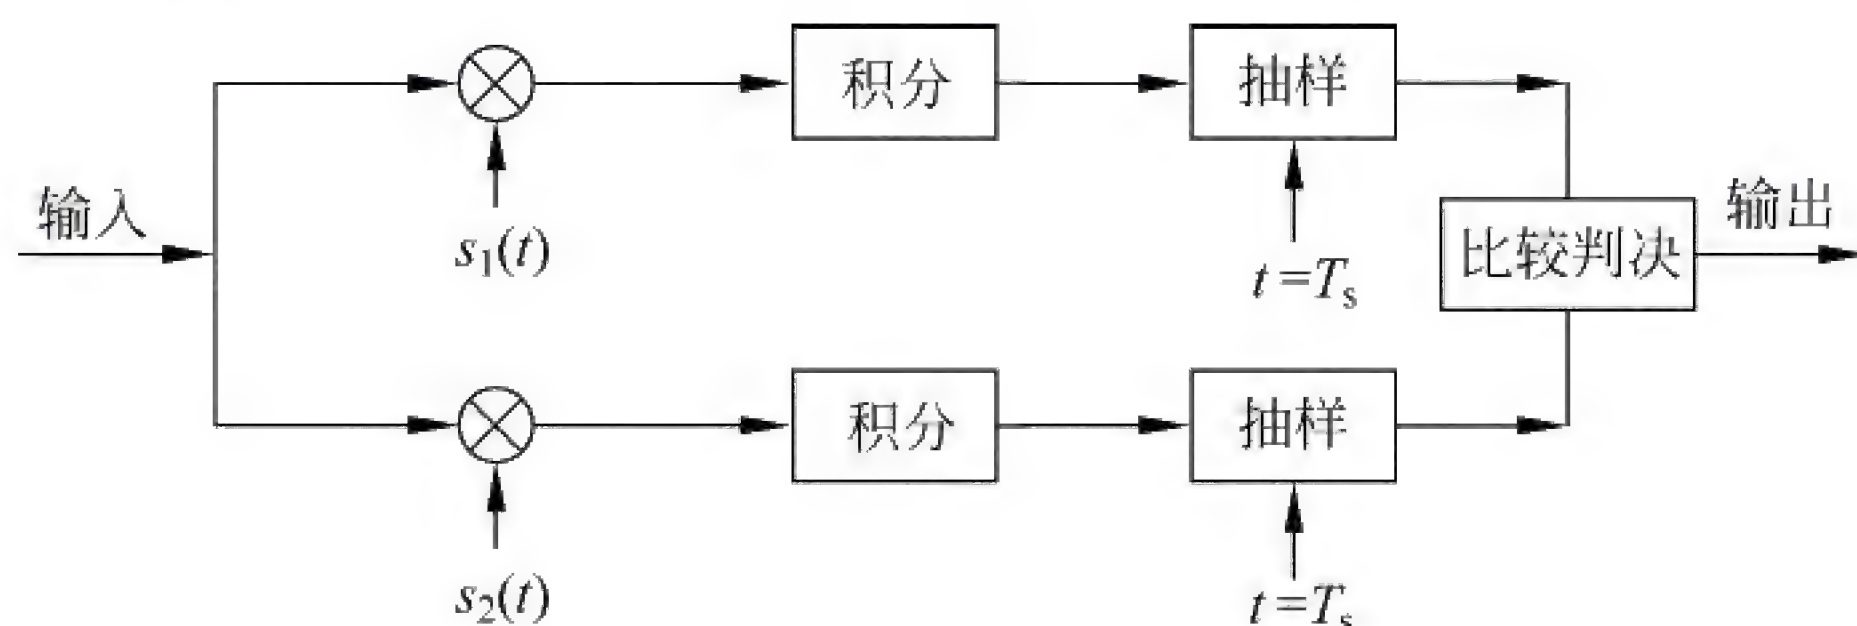 积分
抽样
输入
s₁(t)
t=Tₛ
比较判决
输出
积分
抽样
s₂(t)
t=Tₛ